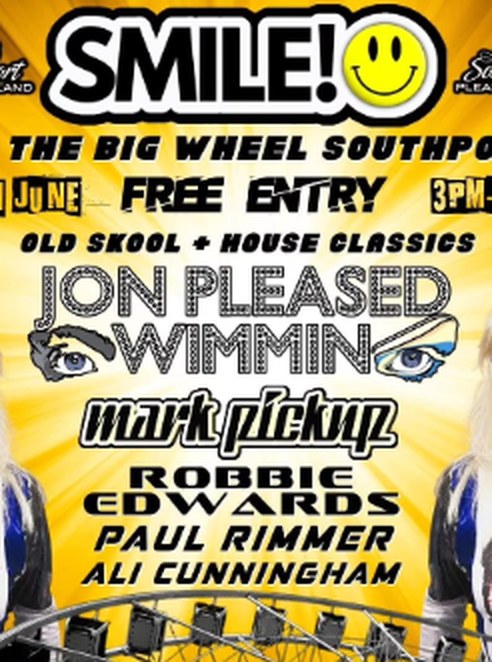 SMILE!
THE BIG WHEEL SOUTHPO
JUNE FREE ENTRY 3PM-
OLD SKOOL + HOUSE CLASSICS
JON PLEASED
WIMMIN
mark pickup
ROBBIE
EDWARDS
PAUL RIMMER
ALI CUNNINGHAM